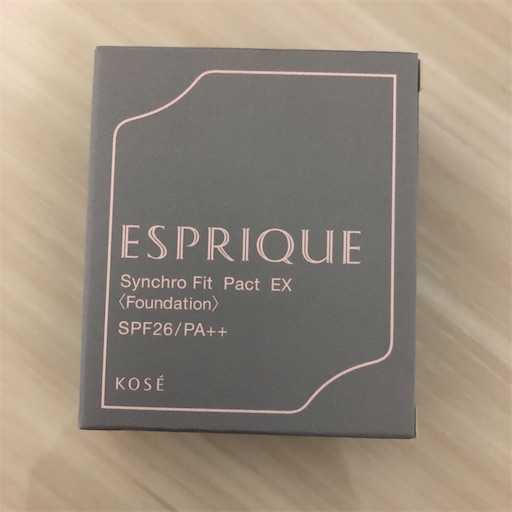 ESPRIQUE
Synchro Fit Pact EX
〈Foundation〉
SPF26/PA++
KOSÉ